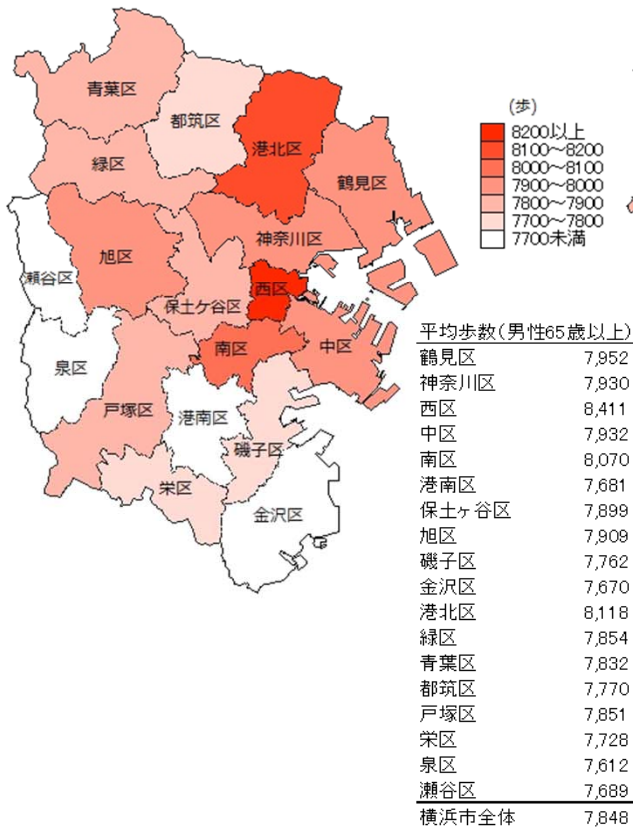 青葉区
都筑区
港北区
緑区
鶴見区
神奈川区
旭区
瀬谷区
西区
保土ケ谷区
南区
中区
泉区
戸塚区
港南区
磯子区
栄区
金沢区
(歩)
8200以上
8100～8200
8000～8100
7900～8000
7800～7900
7700～7800
7700未満
平均歩数(男性65歳以上)
鶴見区 7,952
神奈川区 7,930
西区 8,411
中区 7,932
南区 8,070
港南区 7,681
保土ヶ谷区 7,899
旭区 7,909
磯子区 7,762
金沢区 7,670
港北区 8,118
緑区 7,854
青葉区 7,832
都筑区 7,770
戸塚区 7,851
栄区 7,728
泉区 7,612
瀬谷区 7,689
横浜市全体 7,848